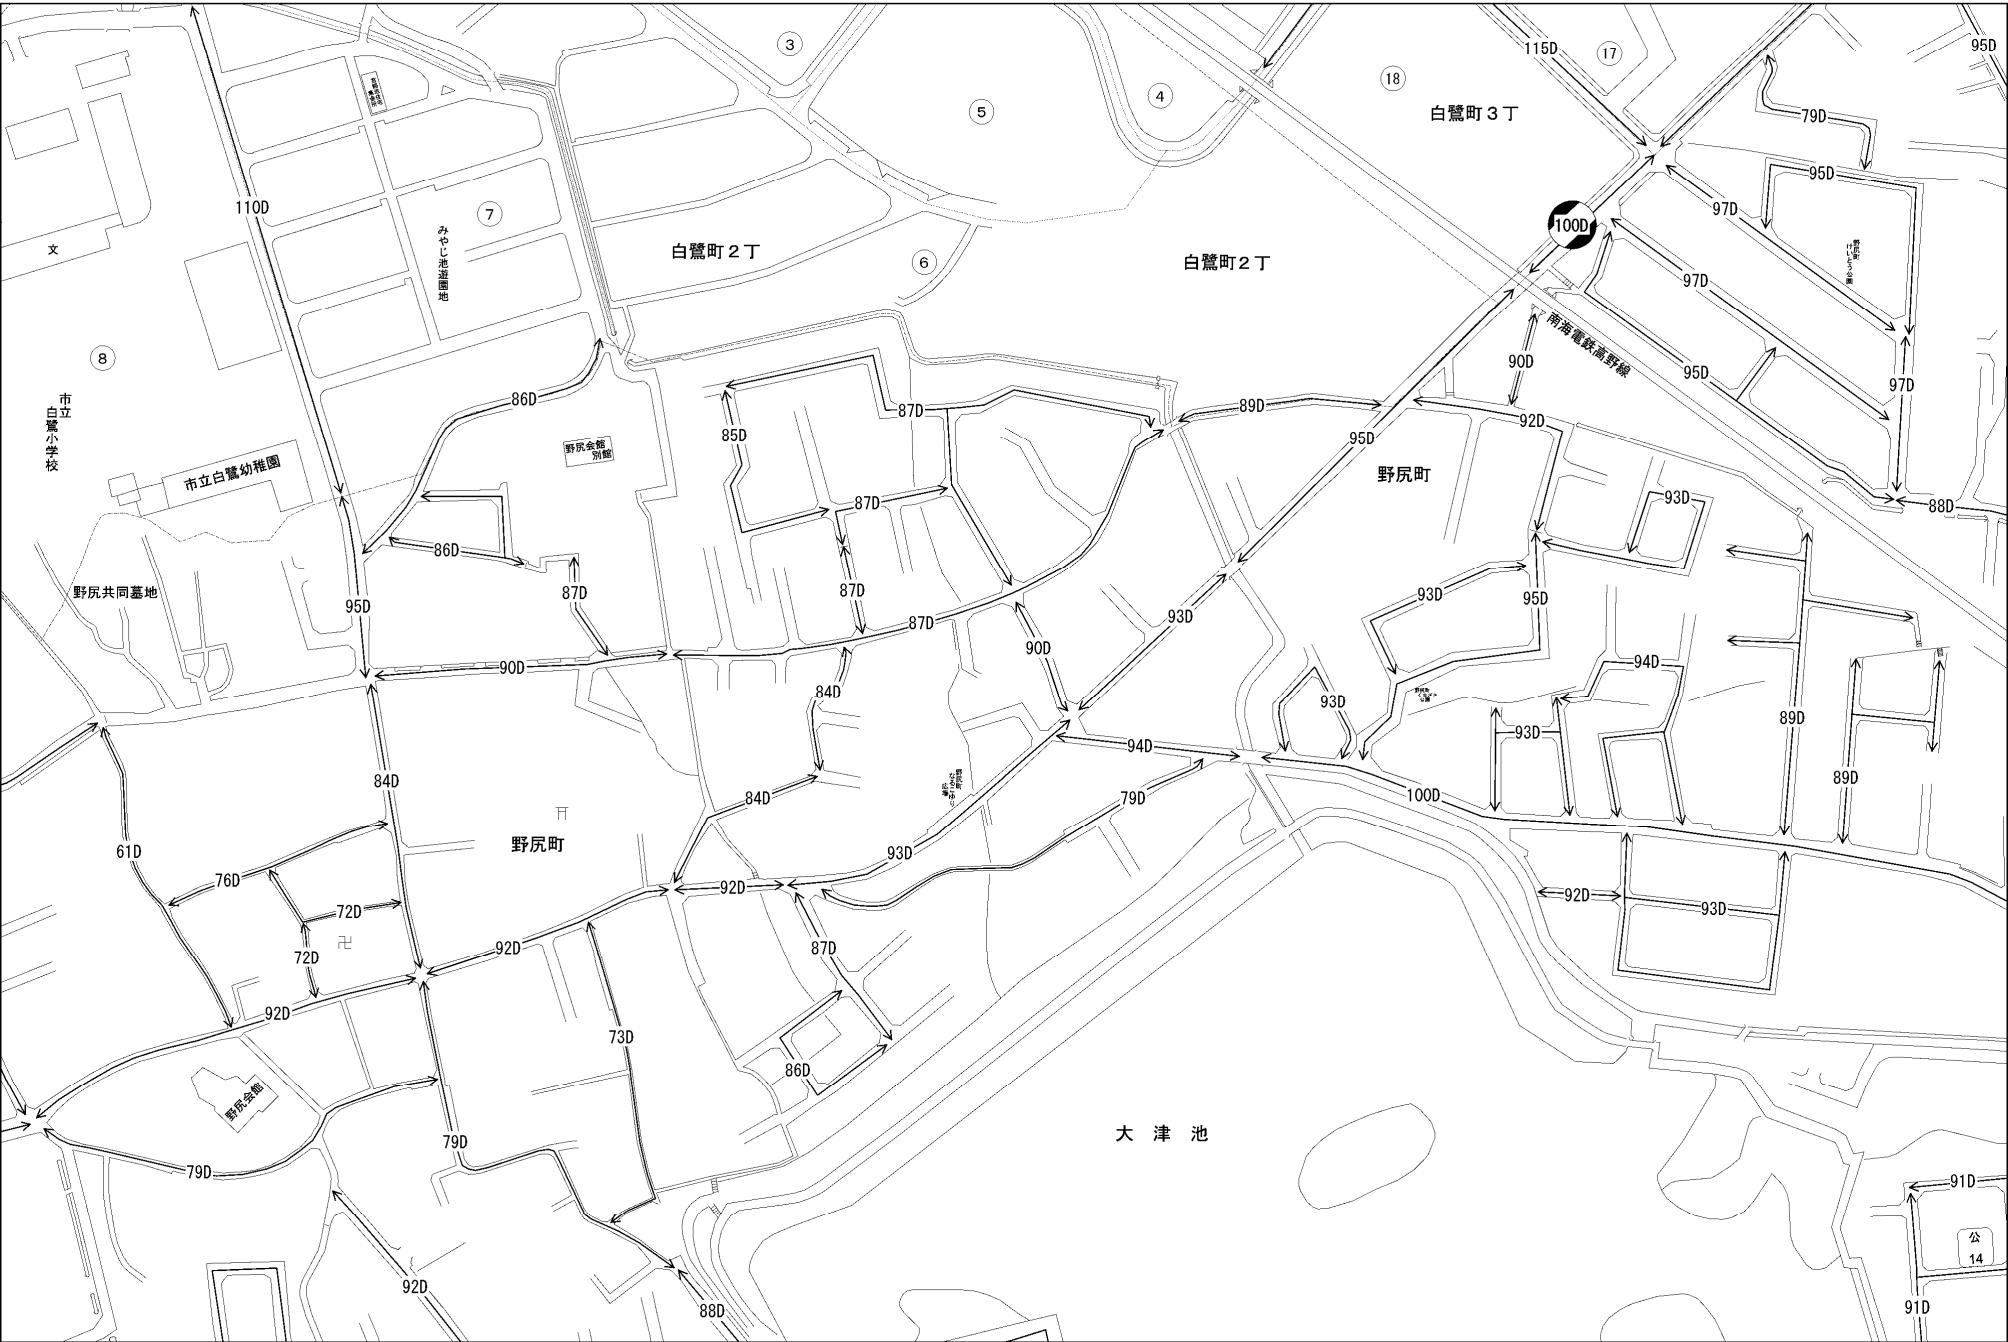 ③
⑤
④
⑱
115D
⑰
95D
白鷺町3丁
79D
95D
110D
⑦
みやじ池遊園地
白鷺町2丁
⑥
白鷺町2丁
100D
97D
文
97D
南海電鉄高野線
90D
95D
97D
⑧
市立
白鷺小学校
86D
87D
89D
92D
85D
95D
野尻会館
別館
市立白鷺幼稚園
野尻町
93D
88D
87D
86D
野尻共同墓地
95D
87D
87D
87D
93D
93D
95D
90D
90D
84D
93D
94D
93D
89D
94D
84D
84D
79D
100D
89D
61D
野尻町
93D
76D
92D
72D
92D
93D
72D
92D
87D
92D
73D
86D
野尻会館
79D
79D
大津池
91D
公
14
92D
88D
91D